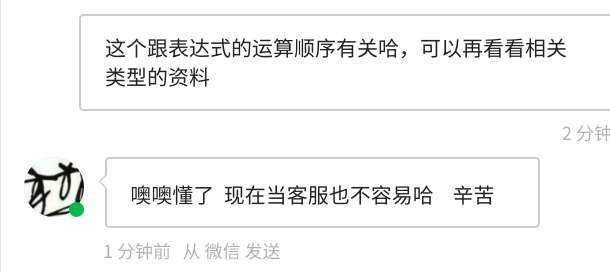 这个跟表达式的运算顺序有关哈，可以再看看相关
类型的资料
2 分钟
噢噢懂了 现在当客服也不容易哈 辛苦
1 分钟前 从 微信 发送